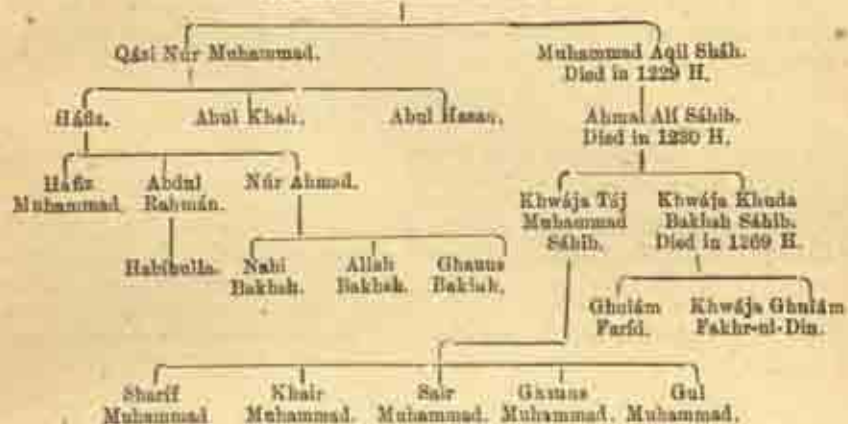 Qázi Núr Muhammad. Muhammad Aqil Sháh.
Died in 1229 H.
Háfiz. Abul Khair. Abul Hasan. Ahmad Alí Sáhib.
Died in 1230 H.
Háfiz Abdul Núr Ahmad. Khwája Táj Khwája Khuda
Muhammad. Rahmán. Muhammad Bakhsh Sáhib.
Sáhib. Died in 1269 H.
Habibulla. Nabi Allah Ghaus
Bakhsh. Bakhsh. Bakhsh.
Ghulám Khwája Ghulám
Faríd. Fakhr-ul-Din.
Sharíf Khair Sair Ghaus Gul
Muhammad Muhammad. Muhammad. Muhammad. Muhammad.